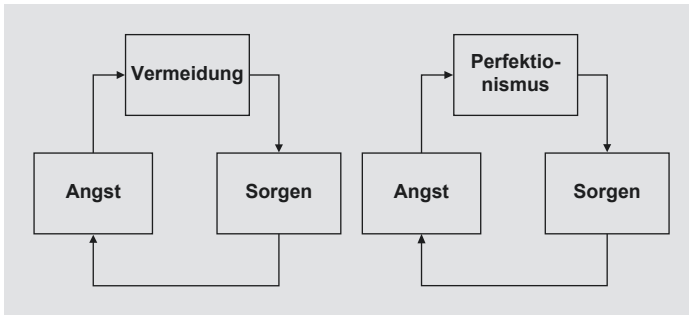 Vermeidung
Angst
Sorgen
Perfektio-
nismus
Angst
Sorgen